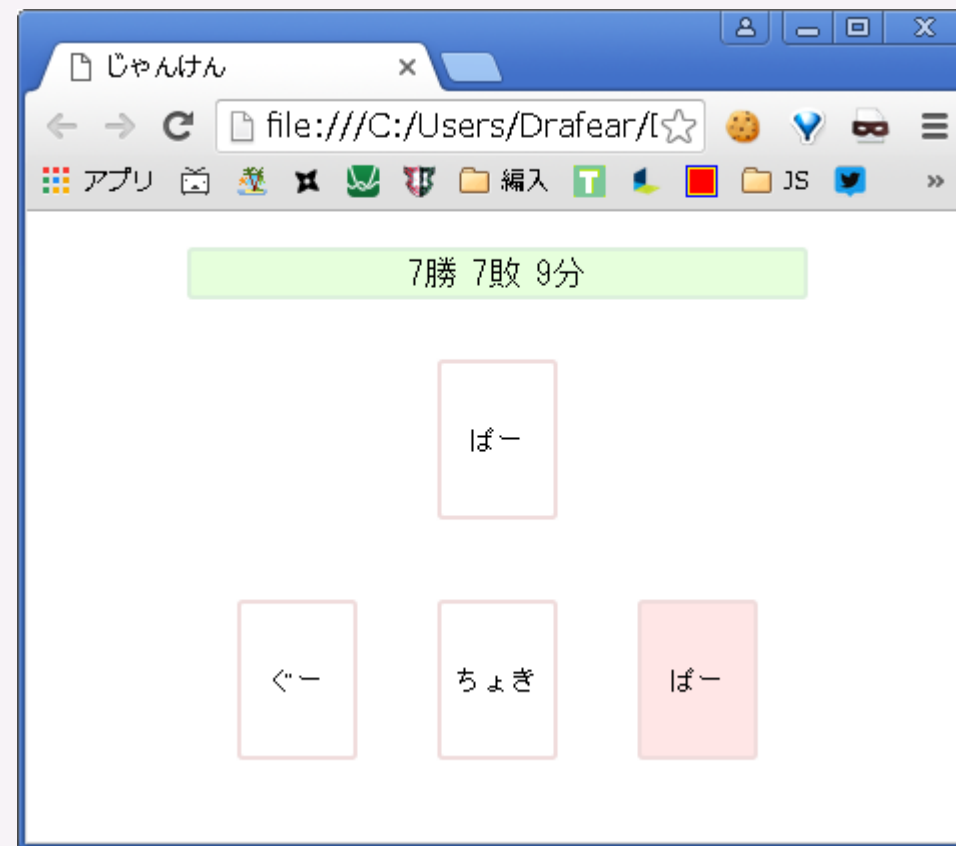 じゃんけん
file:///C:/Users/Drafear/[
アプリ 編入 T JS »
7勝 7敗 9分
ぱー
ぐー ちょき ぱー